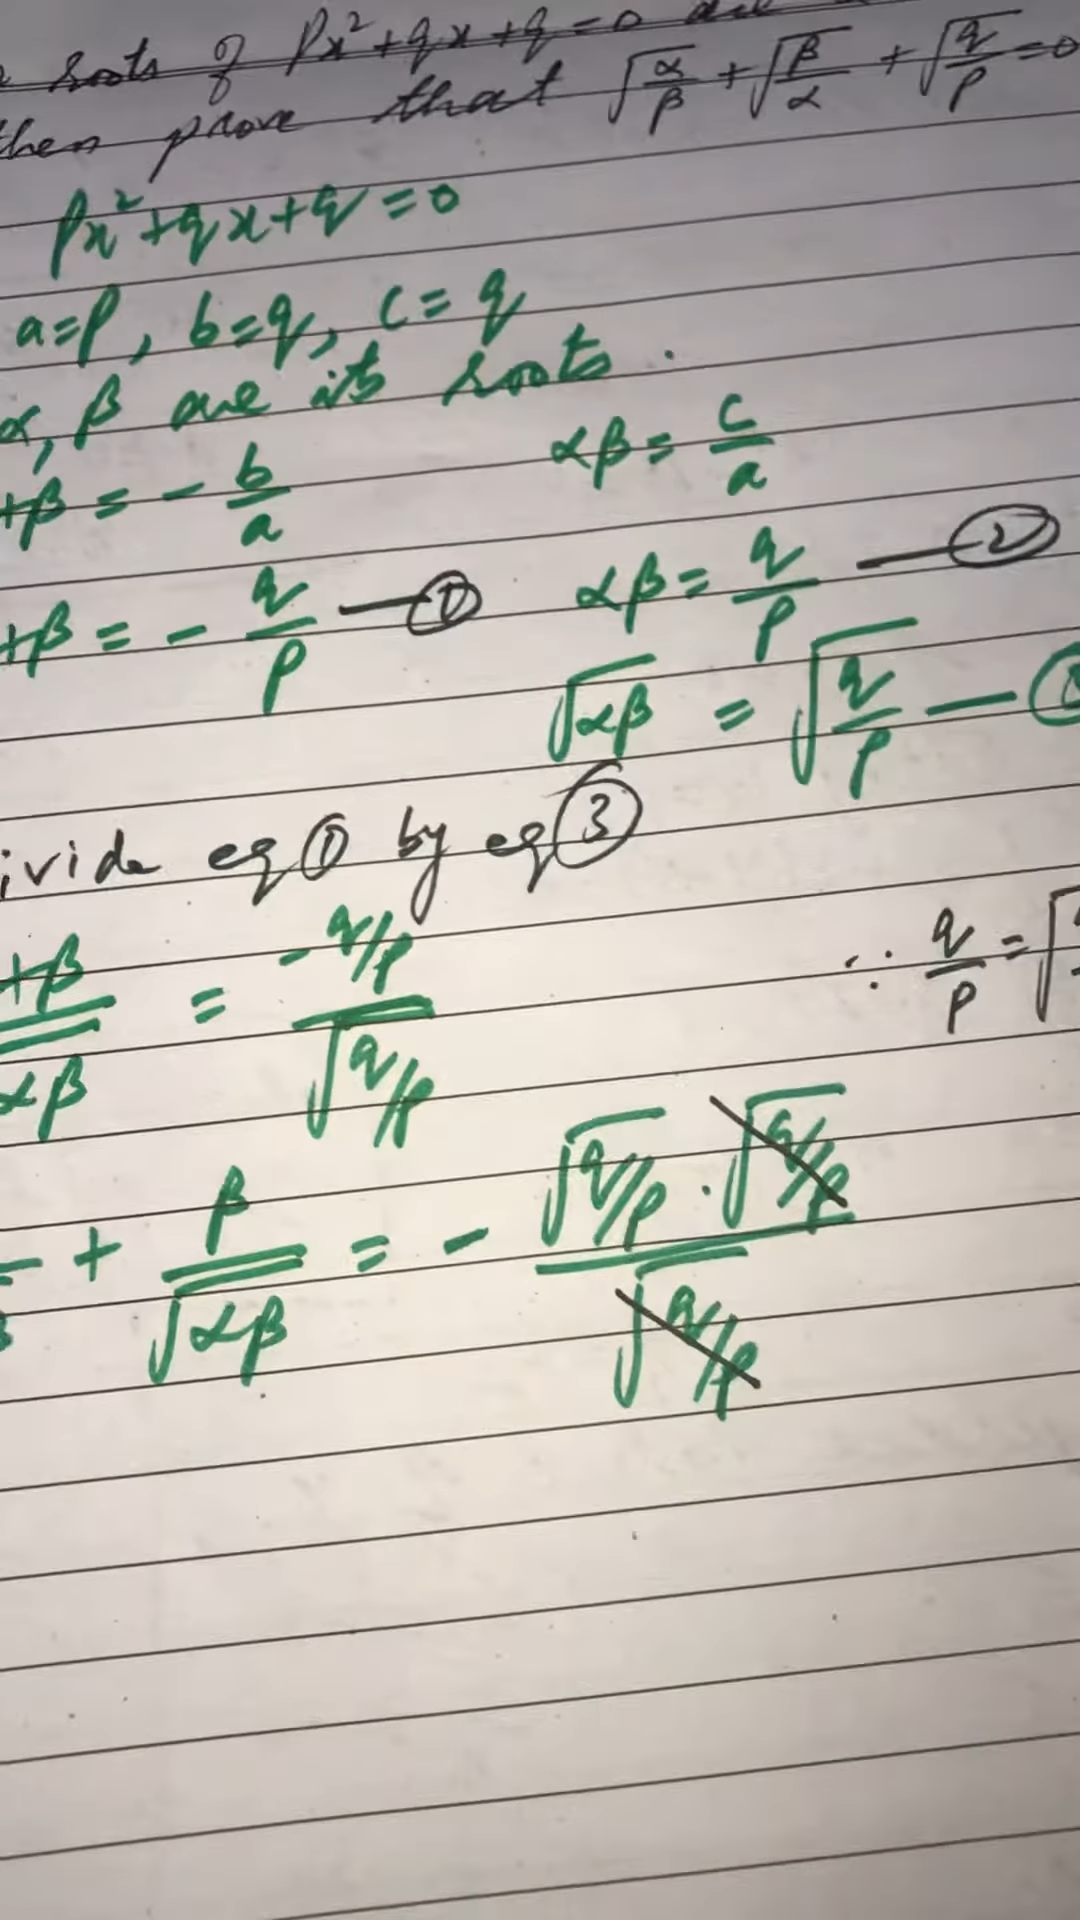 roots of Px²+qx+q=0
then prove that √(α/β) + √(β/α) + √(q/p) = 0
Px²+qx+q=0
a=P, b=q, c=q
α, β are its roots.
+β = - b/a αβ = c/a
+β = - q/p —① αβ = q/p —②
√αβ = √(q/p) —
ivide eq① by eq③
+β/αβ = -q/p / √(q/p) ∵ q/p = √
+ β/√αβ = - √(q/p) . √(q/p) / √(q/p)